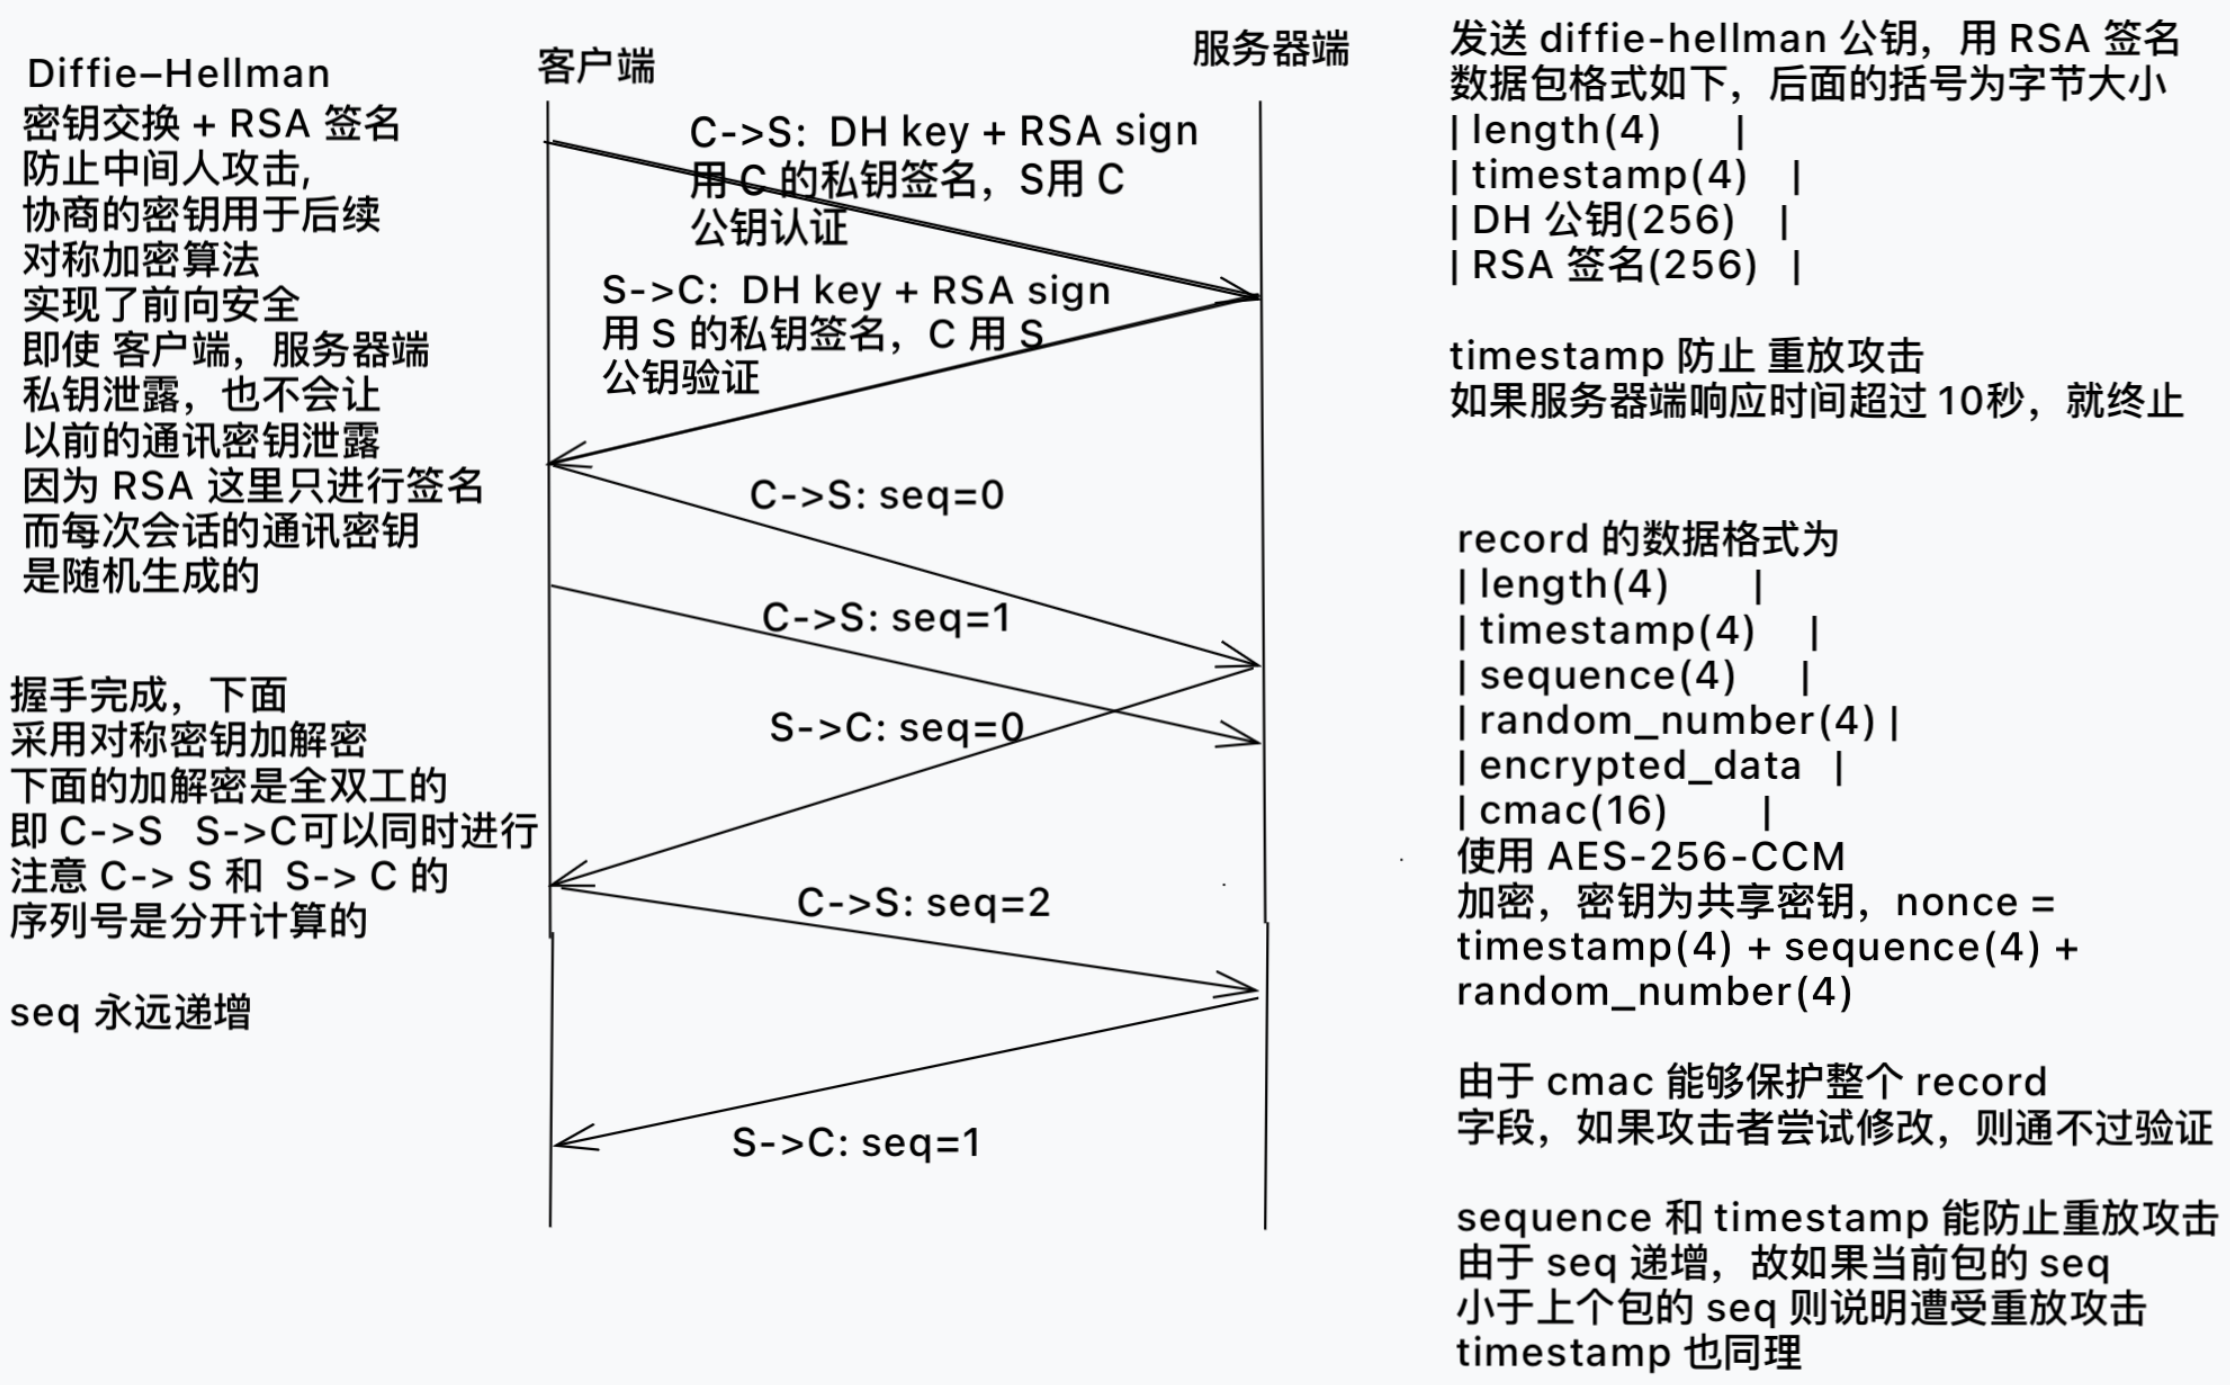 Diffie–Hellman
密钥交换 + RSA 签名
防止中间人攻击,
协商的密钥用于后续
对称加密算法
实现了前向安全
即使 客户端，服务器端
私钥泄露，也不会让
以前的通讯密钥泄露
因为 RSA 这里只进行签名
而每次会话的通讯密钥
是随机生成的
握手完成，下面
采用对称密钥加解密
下面的加解密是全双工的
即 C->S S->C可以同时进行
注意 C-> S 和 S-> C 的
序列号是分开计算的
seq 永远递增
客户端
服务器端
C->S: DH key + RSA sign
用 C 的私钥签名，S用 C
公钥认证
S->C: DH key + RSA sign
用 S 的私钥签名，C 用 S
公钥验证
C->S: seq=0
C->S: seq=1
S->C: seq=0
C->S: seq=2
S->C: seq=1
发送 diffie-hellman 公钥，用 RSA 签名
数据包格式如下，后面的括号为字节大小
| length(4) |
| timestamp(4) |
| DH 公钥(256) |
| RSA 签名(256) |
timestamp 防止 重放攻击
如果服务器端响应时间超过 10秒，就终止
record 的数据格式为
| length(4) |
| timestamp(4) |
| sequence(4) |
| random_number(4) |
| encrypted_data |
| cmac(16) |
使用 AES-256-CCM
加密，密钥为共享密钥，nonce =
timestamp(4) + sequence(4) +
random_number(4)
由于 cmac 能够保护整个 record
字段，如果攻击者尝试修改，则通不过验证
sequence 和 timestamp 能防止重放攻击
由于 seq 递增，故如果当前包的 seq
小于上个包的 seq 则说明遭受重放攻击
timestamp 也同理